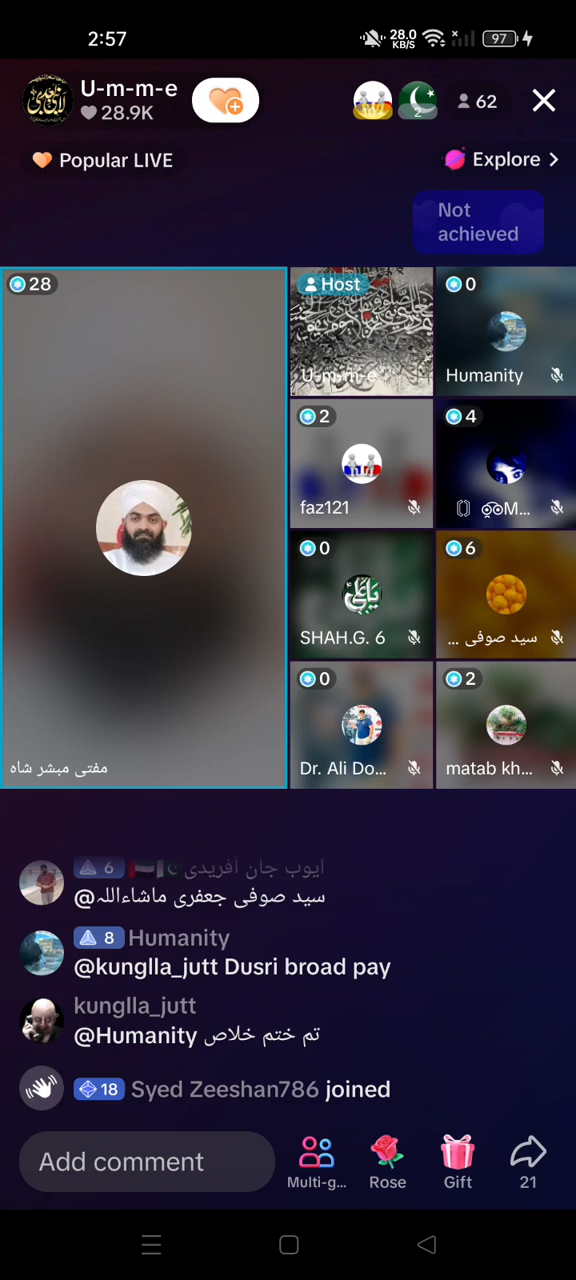 2:57
28.0
KB/S
97
U-m-m-e
28.9K
10+
2
62
Popular LIVE
Explore
Not
achieved
28
Host
U-m-m-e
0
Humanity
2
faz121
4
M...
0
SHAH.G. 6
6
سید صوفی ...
مفتی مبشر شاہ
0
Dr. Ali Do...
2
matab kh...
6 ایوب جان آفریدی
@سید صوفی جعفری ماشاءاللہ
8 Humanity
@kunglla_jutt Dusri broad pay
kunglla_jutt
@Humanity تم ختم خلاص
18 Syed Zeeshan786 joined
Add comment
Multi-g...
Rose
Gift
21